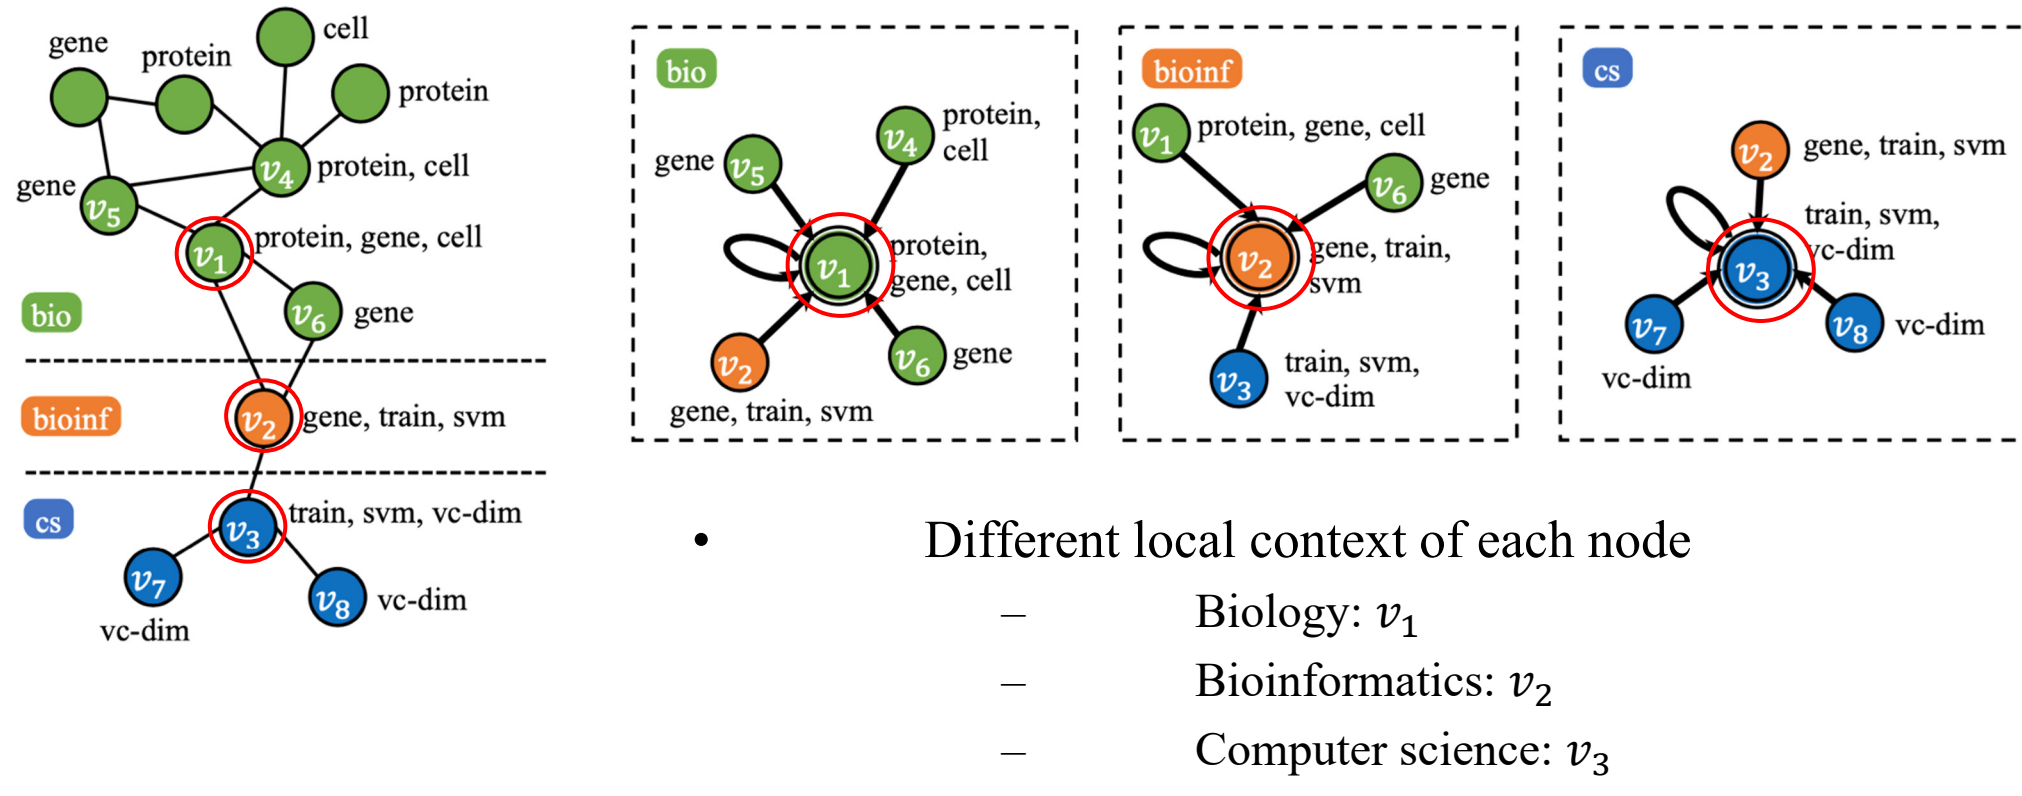 gene
protein
cell
protein
v4
protein, cell
gene
v5
v1
protein, gene, cell
bio
v6
gene
bioinf
v2
gene, train, svm
cs
v3
train, svm, vc-dim
v7
vc-dim
v8
vc-dim
bio
gene
v5
v4
protein,
cell
v1
protein,
gene, cell
v2
gene, train, svm
v6
gene
bioinf
v1
protein, gene, cell
v6
gene
v2
gene, train,
svm
v3
train, svm,
vc-dim
cs
v2
gene, train, svm
v3
train, svm,
vc-dim
v7
vc-dim
v8
vc-dim
• Different local context of each node
– Biology: v1
– Bioinformatics: v2
– Computer science: v3